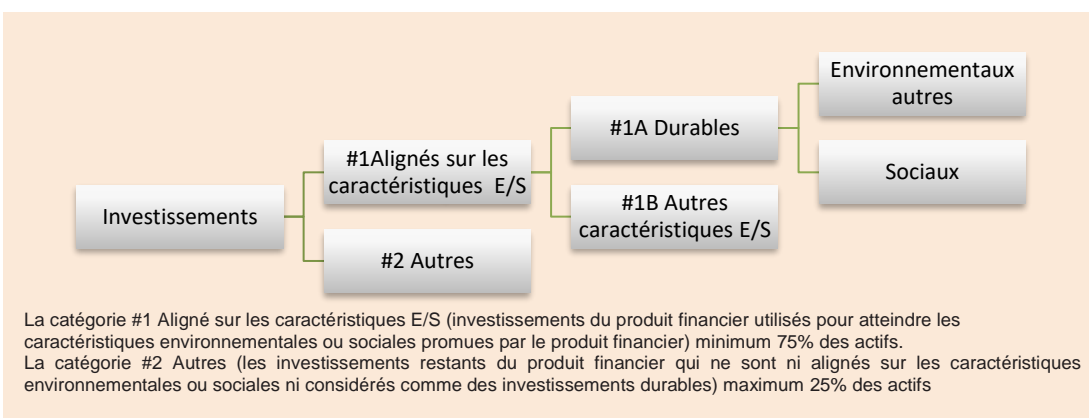 Environnementaux
autres
#1A Durables
#1Alignés sur les
caractéristiques E/S
Sociaux
#1B Autres
caractéristiques E/S
Investissements
#2 Autres
La catégorie #1 Aligné sur les caractéristiques E/S (investissements du produit financier utilisés pour atteindre les
caractéristiques environnementales ou sociales promues par le produit financier) minimum 75% des actifs.
La catégorie #2 Autres (les investissements restants du produit financier qui ne sont ni alignés sur les caractéristiques
environnementales ou sociales ni considérés comme des investissements durables) maximum 25% des actifs